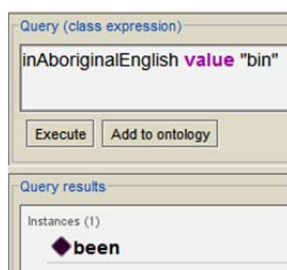 Query (class expression)
inAboriginalEnglish value "bin"
Execute Add to ontology
Query results
Instances (1)
been